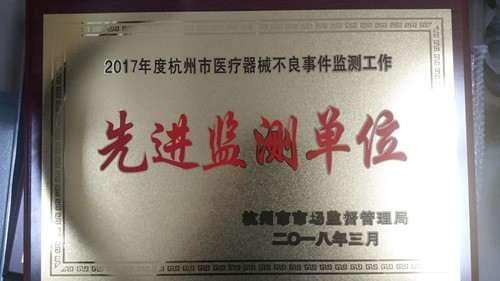 2017年度杭州市医疗器械不良事件监测工作
先进监测单位
杭州市市场监督管理局
二〇一八年三月